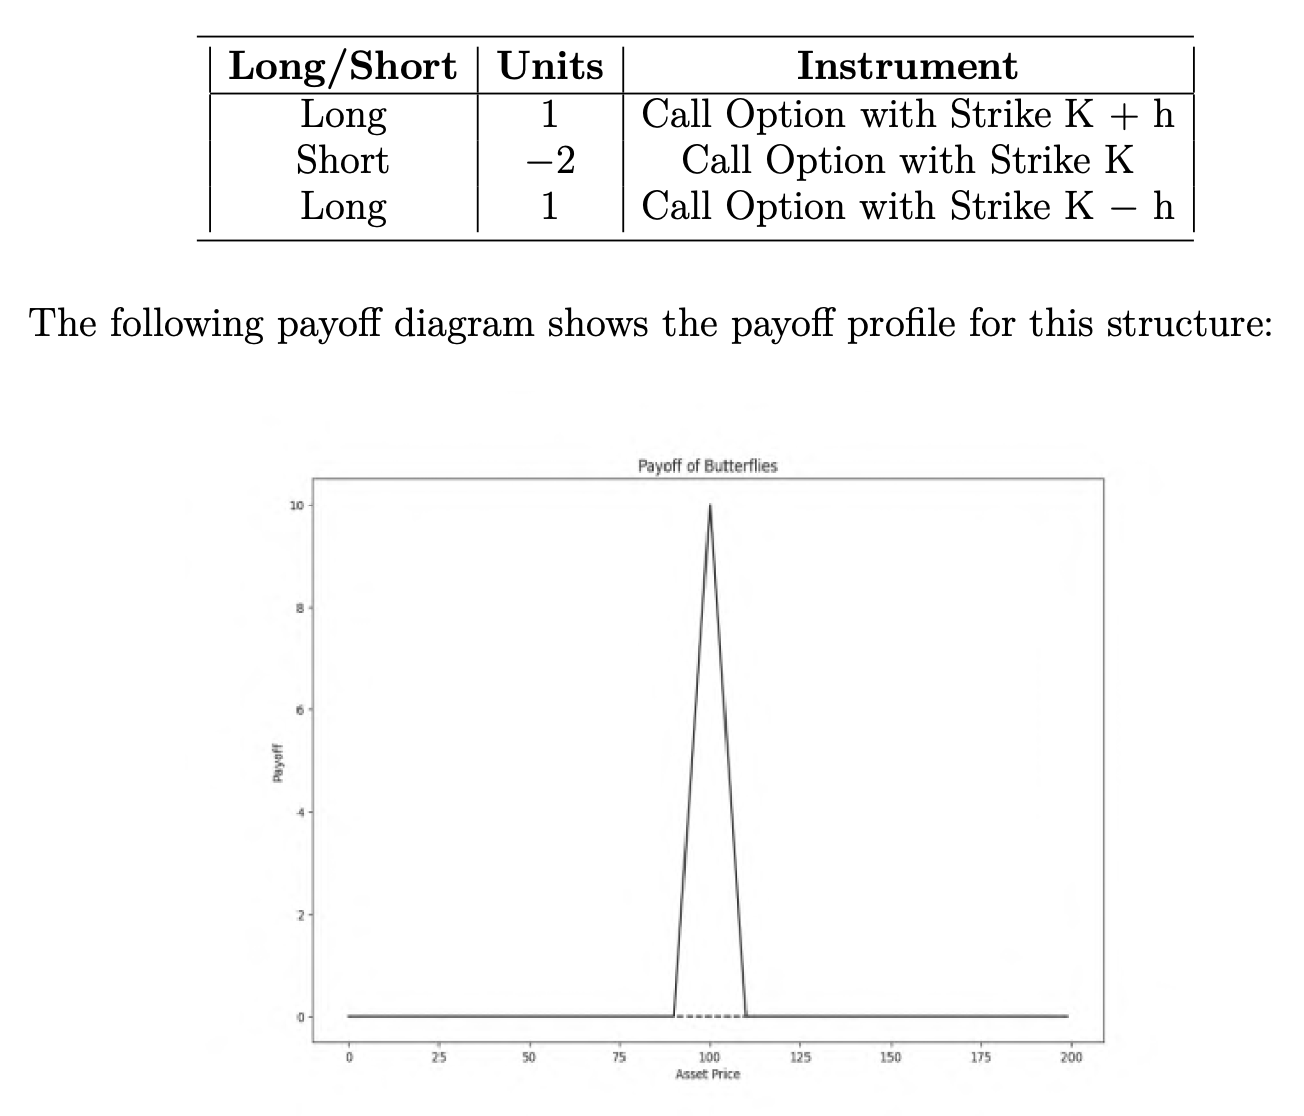 Long/Short Units Instrument
Long 1 Call Option with Strike K + h
Short −2 Call Option with Strike K
Long 1 Call Option with Strike K − h
The following payoff diagram shows the payoff profile for this structure:
Payoff of Butterflies
10
8
6
4
2
0
Payoff
0 25 50 75 100 125 150 175 200
Asset Price